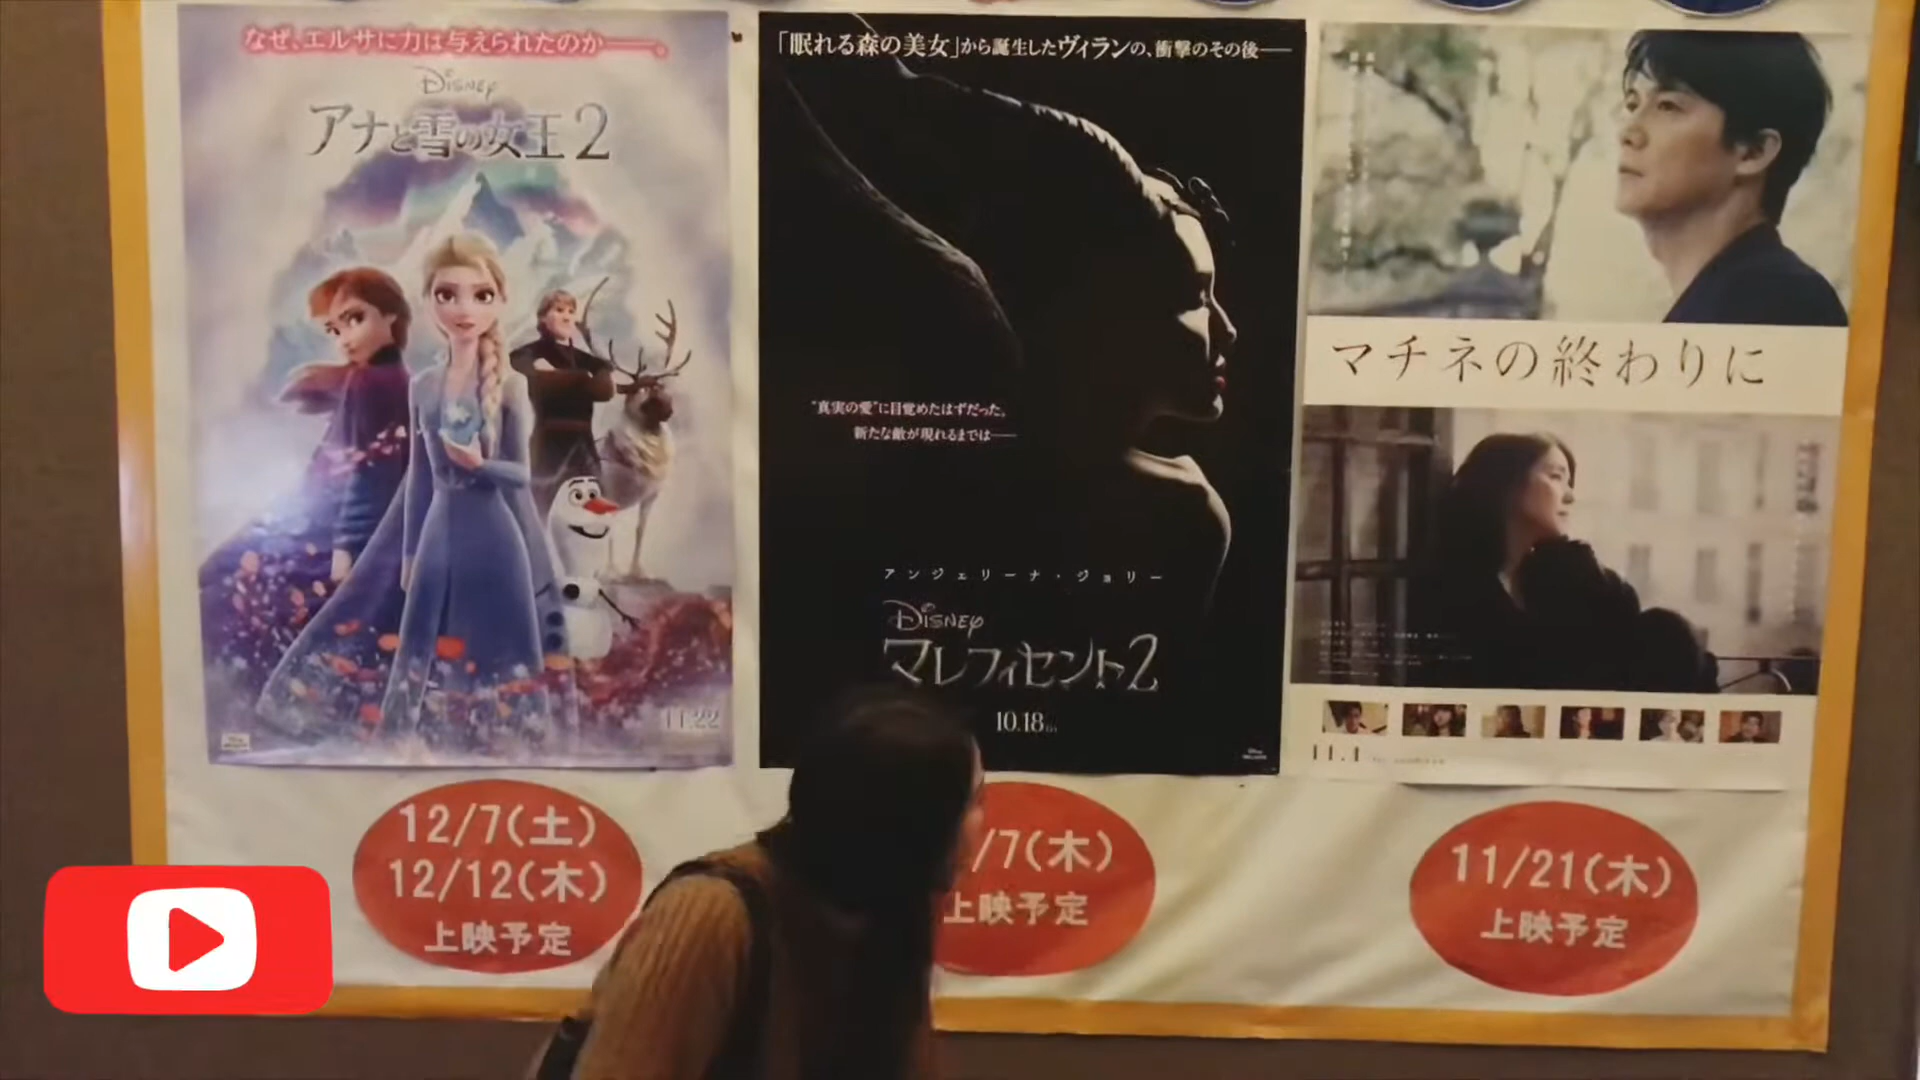 なぜ、エルサに力は与えられたのか――。
Disney
アナと雪の女王2
11.22
12/7(土)
12/12(木)
上映予定
「眠れる森の美女」から誕生したヴィランの、衝撃のその後――
“真実の愛”に目覚めたはずだった。
新たな敵が現れるまでは――
アンジェリーナ・ジョリー
Disney
マレフィセント2
10.18
/7(木)
上映予定
マチネの終わりに
11.1
11/21(木)
上映予定